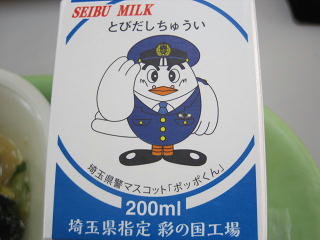 SEIBU MILK
とびだしちゅうい
埼玉県警マスコット「ポッポくん」
200ml
埼玉県指定 彩の国工場